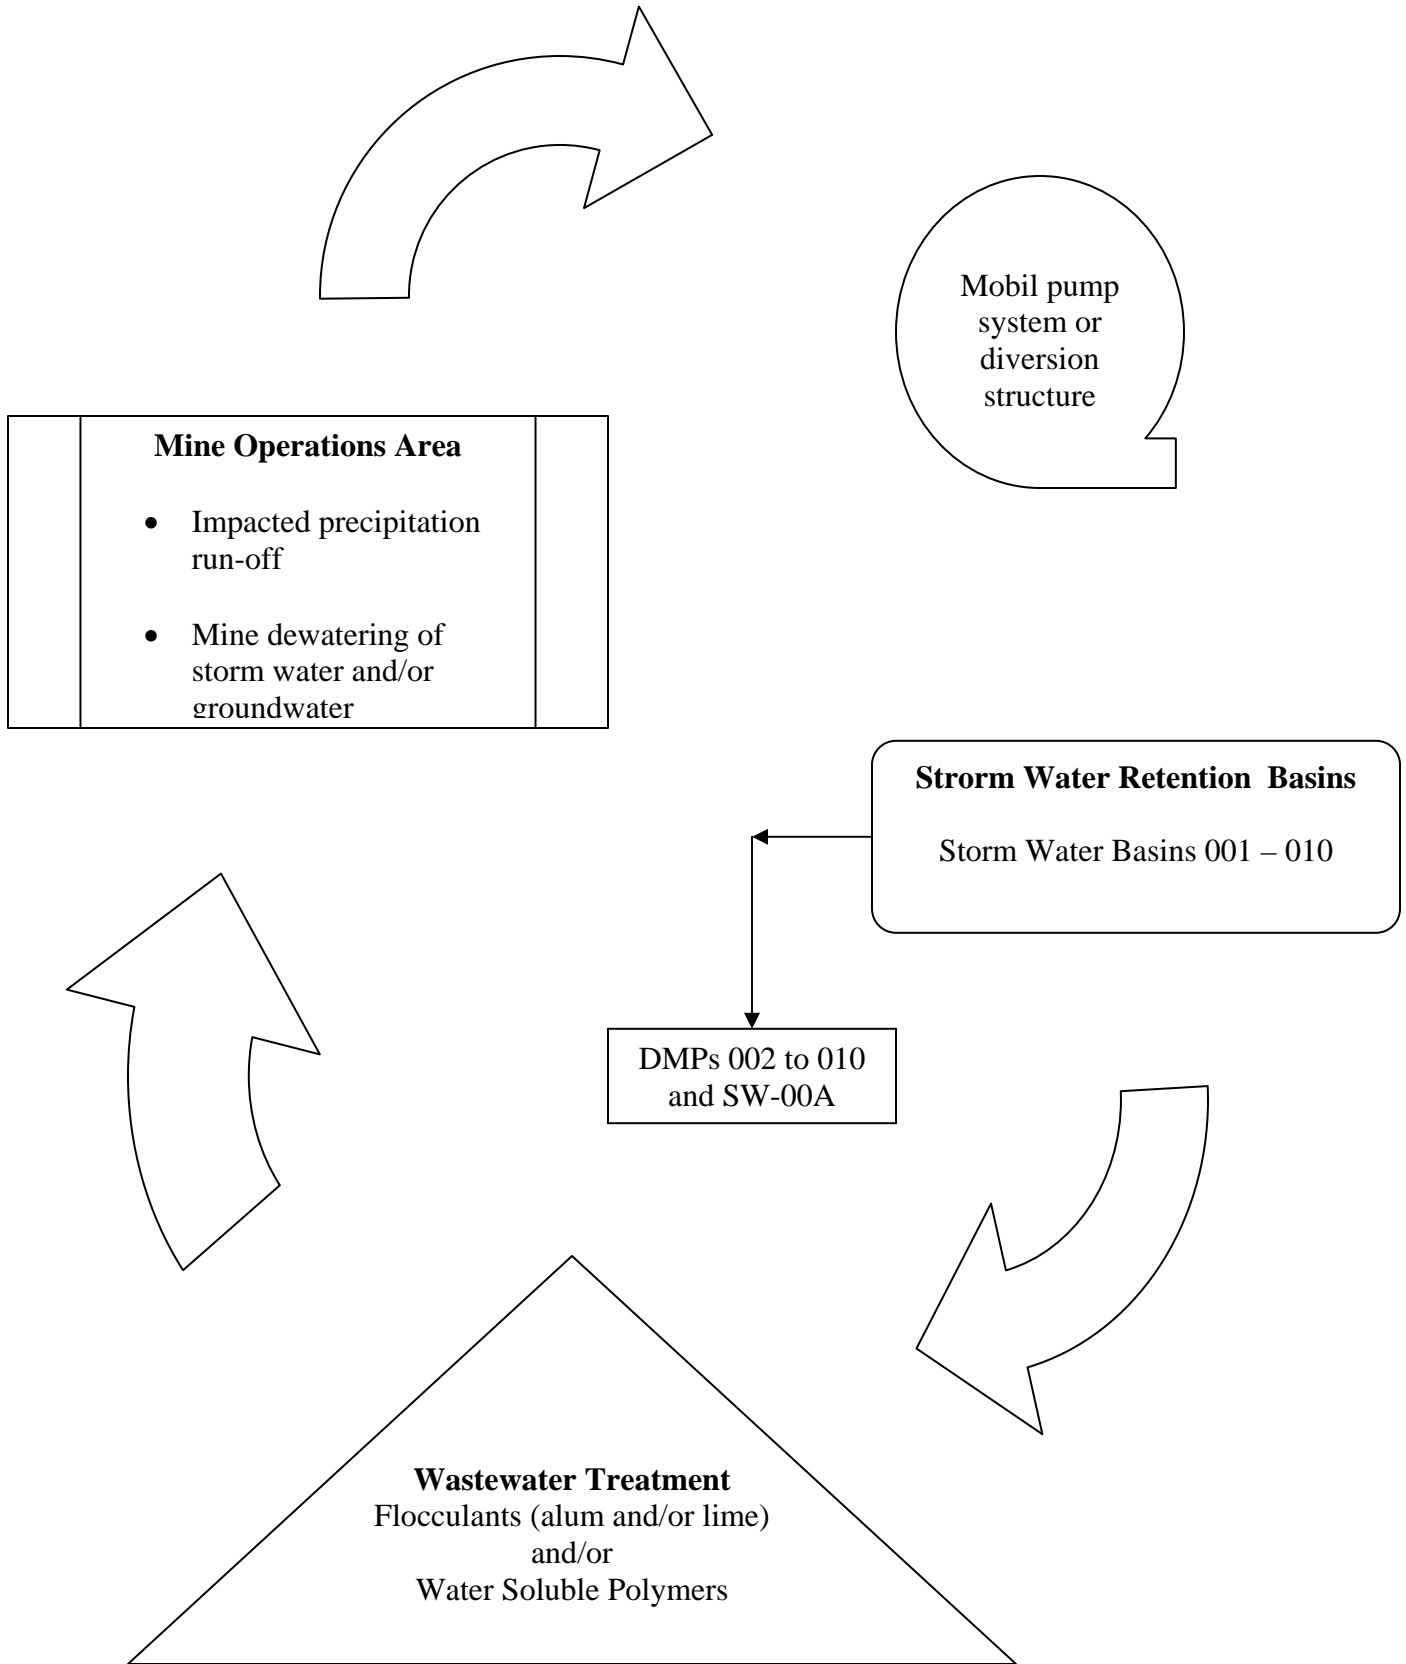 Mobil pump
system or
diversion
structure
Mine Operations Area
• Impacted precipitation
run-off
• Mine dewatering of
storm water and/or
groundwater
Strorm Water Retention  Basins
Storm Water Basins 001 – 010
DMPs 002 to 010
and SW-00A
Wastewater Treatment
Flocculants (alum and/or lime)
and/or
Water Soluble Polymers